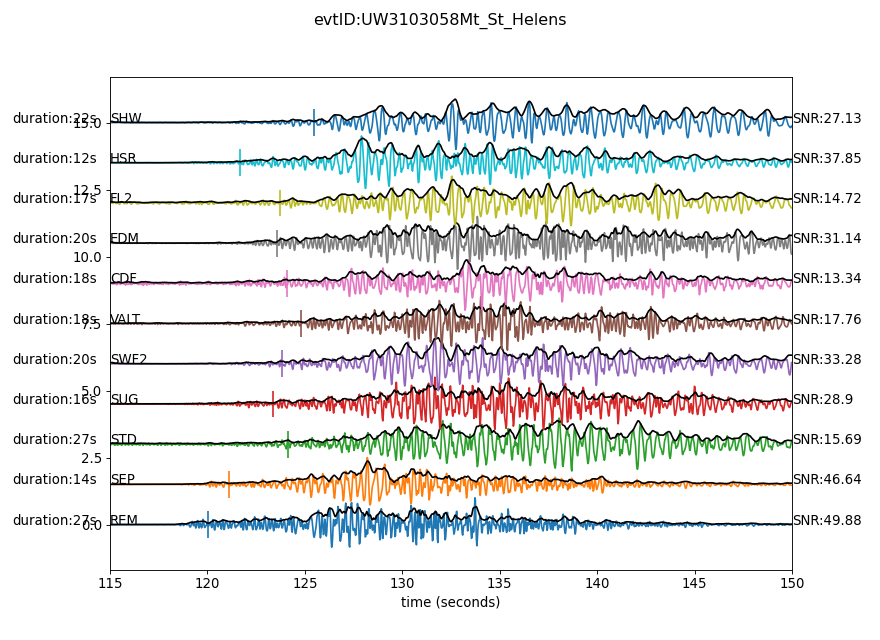 evtID:UW3103058Mt_St_Helens
duration:22s SHW SNR:27.13
15.0
duration:12s HSR SNR:37.85
12.5
duration:17s EL2 SNR:14.72
duration:20s EDM SNR:31.14
10.0
duration:18s CDF SNR:13.34
duration:18s VALT SNR:17.76
7.5
duration:20s SWF2 SNR:33.28
5.0
duration:16s SUG SNR:28.9
duration:27s STD SNR:15.69
2.5
duration:14s SEP SNR:46.64
duration:27s REM SNR:49.88
0.0
115 120 125 130 135 140 145 150
time (seconds)